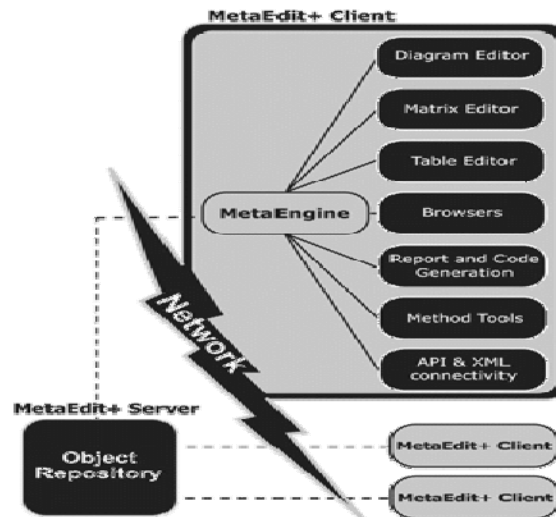 MetaEdit+ Client
Diagram Editor
Matrix Editor
Table Editor
MetaEngine
Browsers
Report and Code
Generation
Method Tools
API & XML
connectivity
Network
MetaEdit+ Server
Object
Repository
MetaEdit+ Client
MetaEdit+ Client